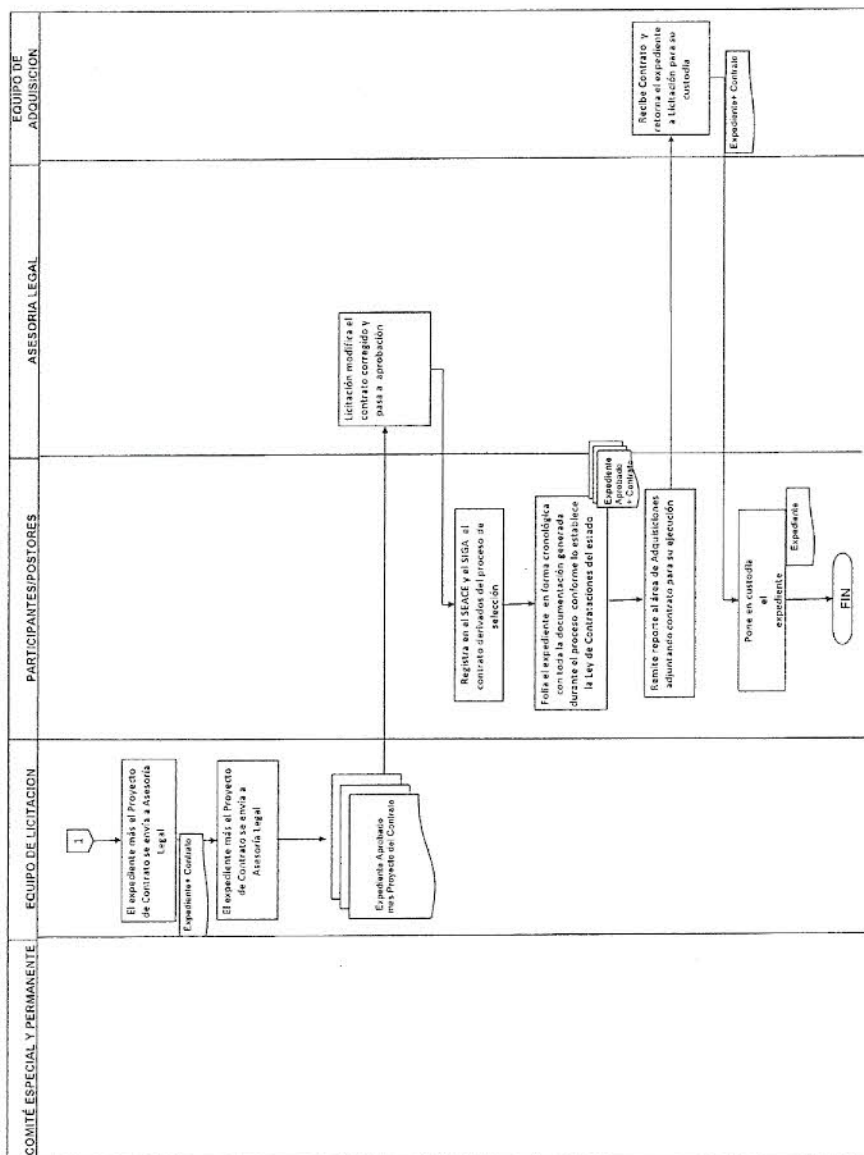 COMITÉ ESPECIAL Y PERMANENTE
EQUIPO DE LICITACION
PARTICIPANTES/POSTORES
ASESORIA LEGAL
EQUIPO DE
ADQUISICION
1
El expediente más el Proyecto
de Contrato se envía a Asesoría
Legal
Expediente+ Contrato
El expediente más el Proyecto
de Contrato se envía a
Asesoría Legal
Expediente Aprobado
mes Proyecto del Contrato
Licitación modifica el
contrato corregido y
pasa a aprobación
Registra en el SEACE y el SIGA el
contrato derivados del proceso de
selección
Folia el expediente en forma cronológica
con toda la documentación generada
durante el proceso conforme lo establece
la Ley de Contrataciones del estado
Expediente
Aprobado
+ Contrato
Remite reporte al área de Adquisiciones
adjuntando contrato para su ejecución
Recibe Contrato y
retorna el expediente
a Licitación para su
custodia
Expediente+ Contrato
Pone en custodia
el
expediente
Expediente
FIN